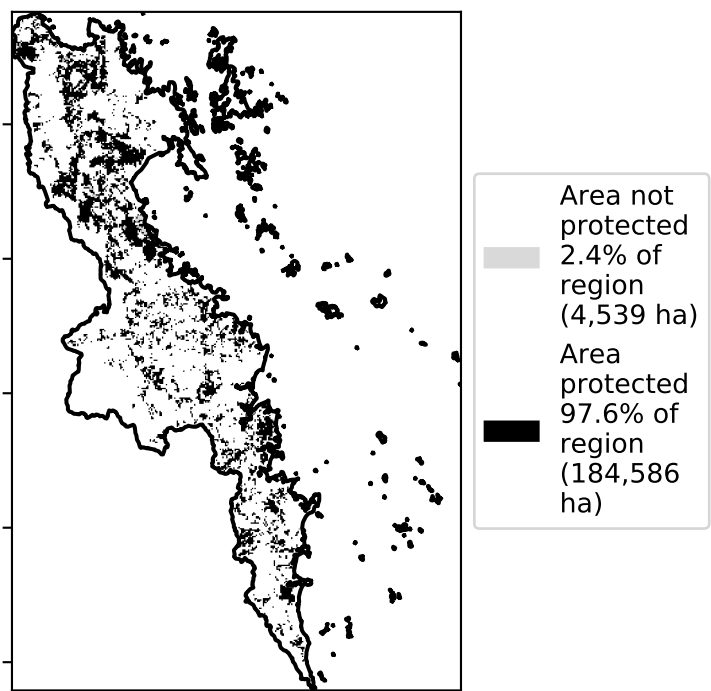 Area not
protected
2.4% of
region
(4,539 ha)
Area
protected
97.6% of
region
(184,586
ha)